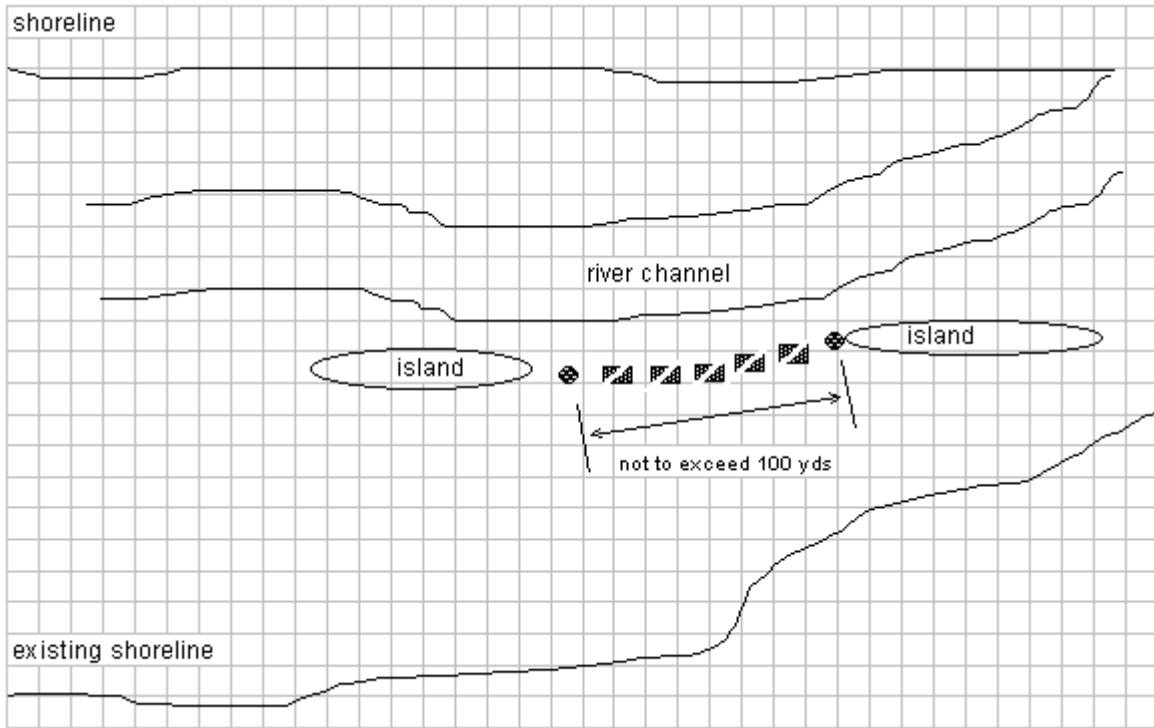 shoreline
river channel
island
island
not to exceed 100 yds
existing shoreline